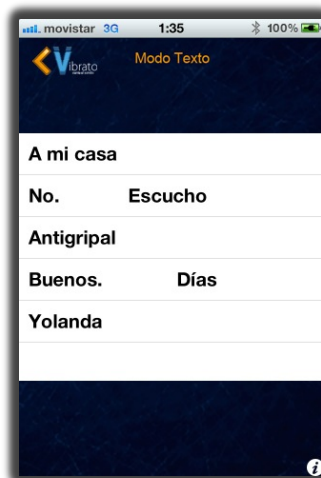 movistar 3G 1:35 100%
Vibrato
Modo Texto
A mi casa
No. Escucho
Antigripal
Buenos. Días
Yolanda
i